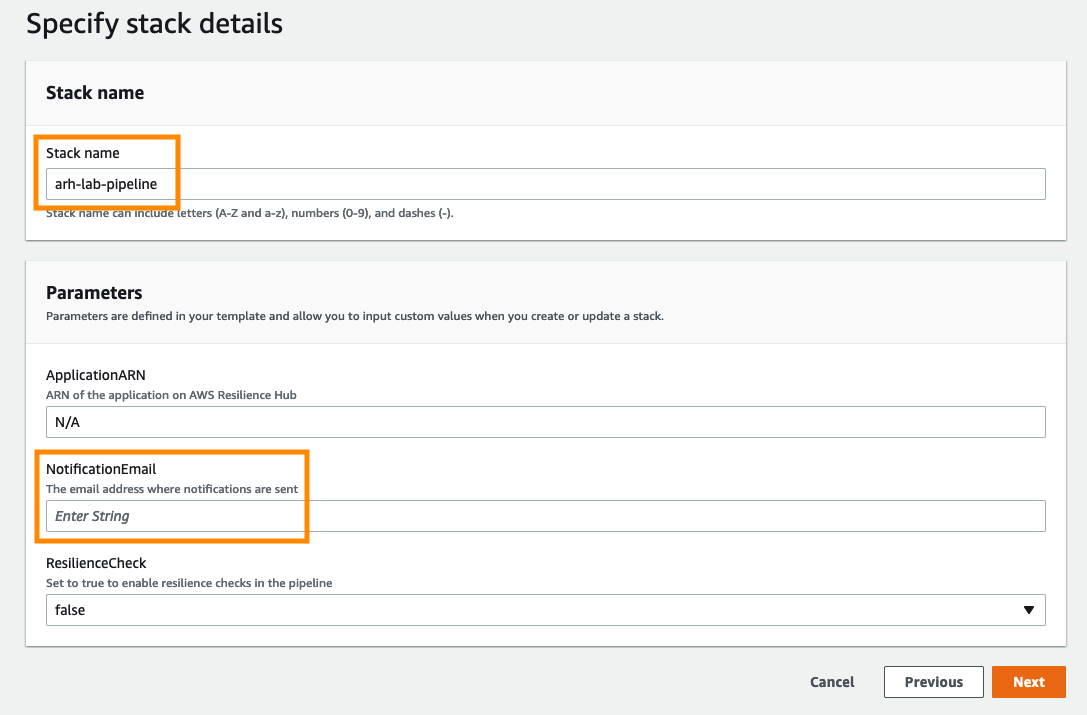 Specify stack details
Stack name
Stack name
arh-lab-pipeline
Stack name can include letters (A-Z and a-z), numbers (0-9), and dashes (-).
Parameters
Parameters are defined in your template and allow you to input custom values when you create or update a stack.
ApplicationARN
ARN of the application on AWS Resilience Hub
N/A
NotificationEmail
The email address where notifications are sent
Enter String
ResilienceCheck
Set to true to enable resilience checks in the pipeline
false
Cancel Previous Next